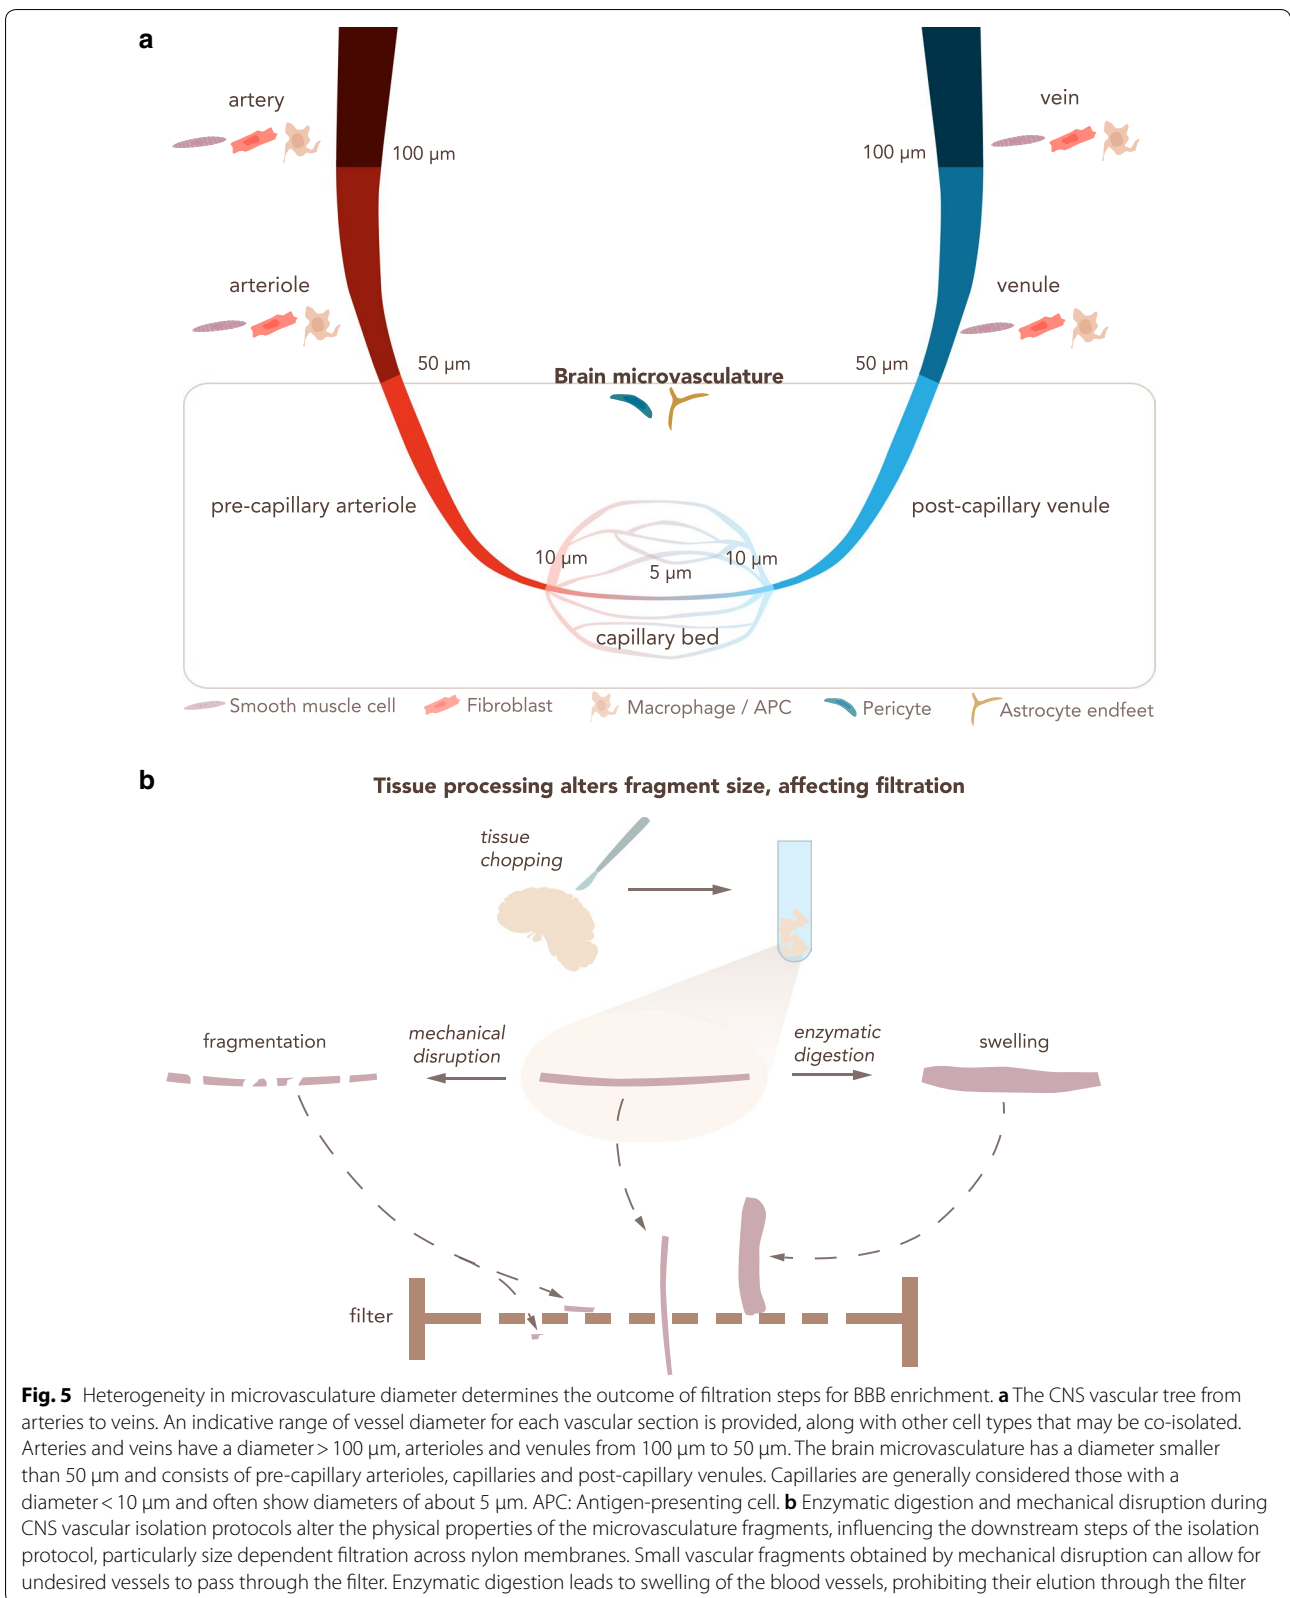 a
artery
vein
100 µm
100 µm
arteriole
venule
50 µm
50 µm
Brain microvasculature
pre-capillary arteriole
post-capillary venule
10 µm
10 µm
5 µm
capillary bed
Smooth muscle cell
Fibroblast
Macrophage / APC
Pericyte
Astrocyte endfeet
b
Tissue processing alters fragment size, affecting filtration
tissue
chopping
fragmentation
mechanical
disruption
enzymatic
digestion
swelling
filter
Fig. 5 Heterogeneity in microvasculature diameter determines the outcome of filtration steps for BBB enrichment. a The CNS vascular tree from
arteries to veins. An indicative range of vessel diameter for each vascular section is provided, along with other cell types that may be co-isolated.
Arteries and veins have a diameter > 100 µm, arterioles and venules from 100 µm to 50 µm. The brain microvasculature has a diameter smaller
than 50 µm and consists of pre-capillary arterioles, capillaries and post-capillary venules. Capillaries are generally considered those with a
diameter < 10 µm and often show diameters of about 5 µm. APC: Antigen-presenting cell. b Enzymatic digestion and mechanical disruption during
CNS vascular isolation protocols alter the physical properties of the microvasculature fragments, influencing the downstream steps of the isolation
protocol, particularly size dependent filtration across nylon membranes. Small vascular fragments obtained by mechanical disruption can allow for
undesired vessels to pass through the filter. Enzymatic digestion leads to swelling of the blood vessels, prohibiting their elution through the filter